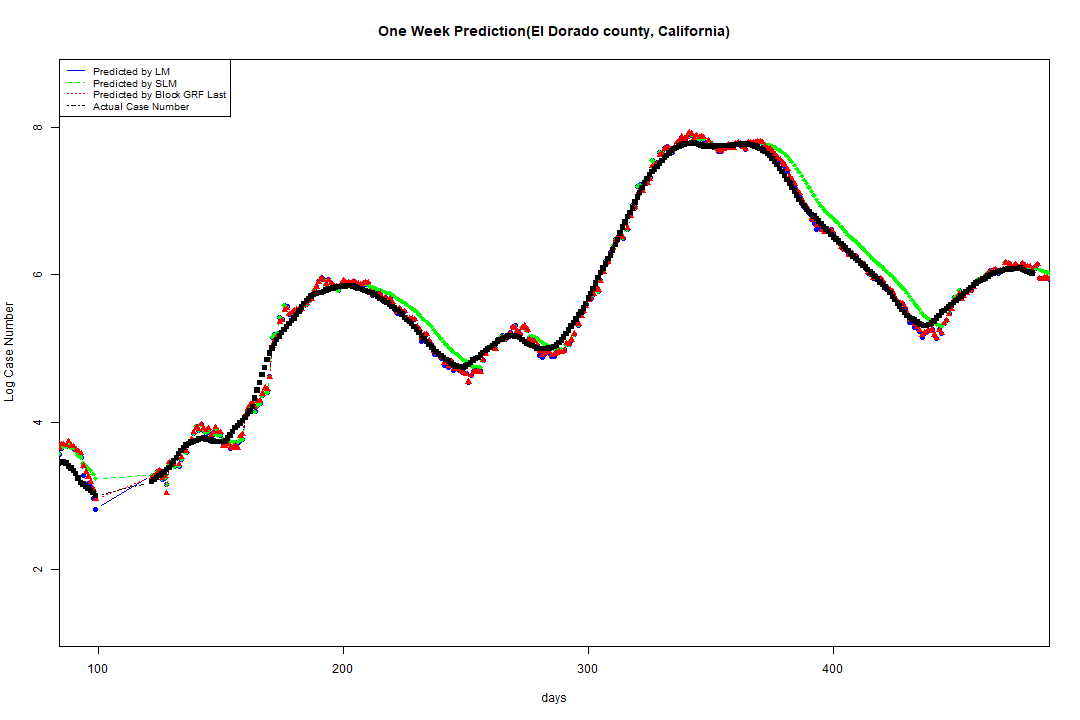 One Week Prediction(El Dorado county, California)
Predicted by LM
Predicted by SLM
Predicted by Block GRF Last
Actual Case Number
8
6
4
2
Log Case Number
100 200 300 400
days